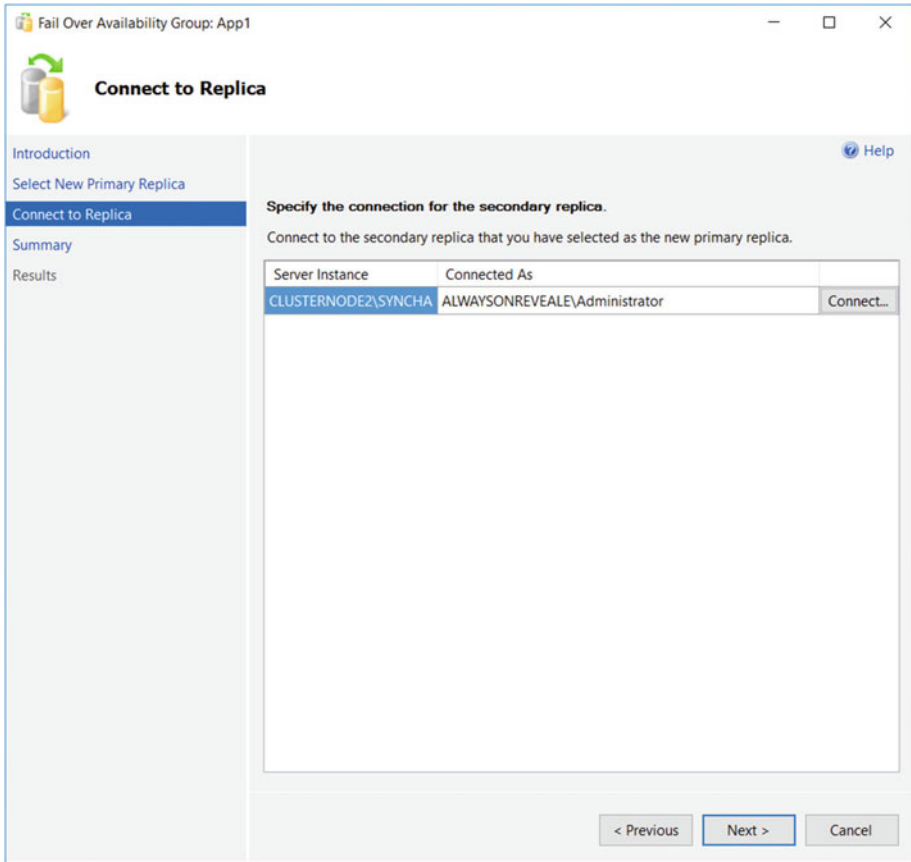 Fail Over Availability Group: App1
Connect to Replica
Introduction
Select New Primary Replica
Connect to Replica
Summary
Results
Help
Specify the connection for the secondary replica.
Connect to the secondary replica that you have selected as the new primary replica.
Server Instance Connected As
CLUSTERNODE2\SYNCHA ALWAYSONREVEALE\Administrator Connect...
< Previous Next > Cancel